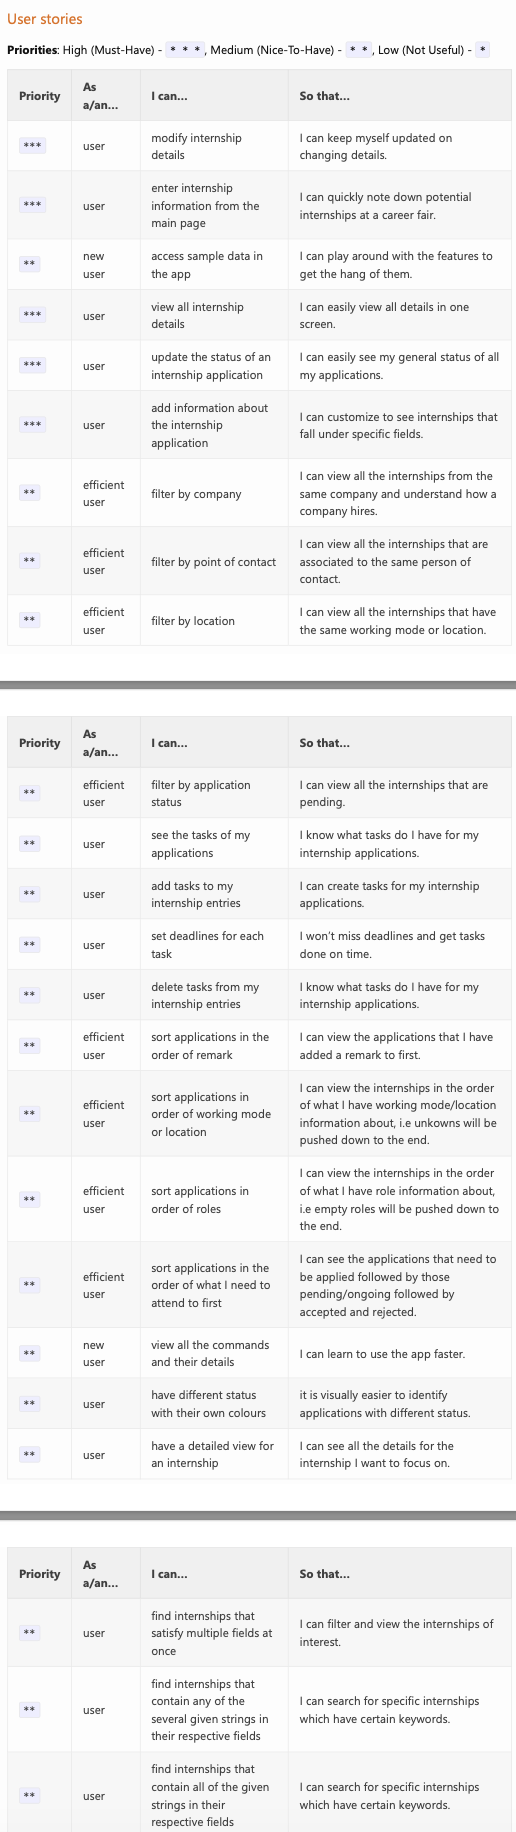 User stories
Priorities: High (Must-Have) - * * *, Medium (Nice-To-Have) - * *, Low (Not Useful) - *
Priority As a/an... I can... So that...
*** user modify internship details I can keep myself updated on changing details.
*** user enter internship information from the main page I can quickly note down potential internships at a career fair.
** new user access sample data in the app I can play around with the features to get the hang of them.
*** user view all internship details I can easily view all details in one screen.
*** user update the status of an internship application I can easily see my general status of all my applications.
*** user add information about the internship application I can customize to see internships that fall under specific fields.
** efficient user filter by company I can view all the internships from the same company and understand how a company hires.
** efficient user filter by point of contact I can view all the internships that are associated to the same person of contact.
** efficient user filter by location I can view all the internships that have the same working mode or location.
Priority As a/an... I can... So that...
** efficient user filter by application status I can view all the internships that are pending.
** user see the tasks of my applications I know what tasks do I have for my internship applications.
** user add tasks to my internship entries I can create tasks for my internship applications.
** user set deadlines for each task I won't miss deadlines and get tasks done on time.
** user delete tasks from my internship entries I know what tasks do I have for my internship applications.
** efficient user sort applications in the order of remark I can view the applications that I have added a remark to first.
** efficient user sort applications in order of working mode or location I can view the internships in the order of what I have working mode/location information about, i.e unkowns will be pushed down to the end.
** efficient user sort applications in order of roles I can view the internships in the order of what I have role information about, i.e empty roles will be pushed down to the end.
** efficient user sort applications in the order of what I need to attend to first I can see the applications that need to be applied followed by those pending/ongoing followed by accepted and rejected.
** new user view all the commands and their details I can learn to use the app faster.
** user have different status with their own colours it is visually easier to identify applications with different status.
** user have a detailed view for an internship I can see all the details for the internship I want to focus on.
Priority As a/an... I can... So that...
** user find internships that satisfy multiple fields at once I can filter and view the internships of interest.
** user find internships that contain any of the several given strings in their respective fields I can search for specific internships which have certain keywords.
** user find internships that contain all of the given strings in their respective fields I can search for specific internships which have certain keywords.